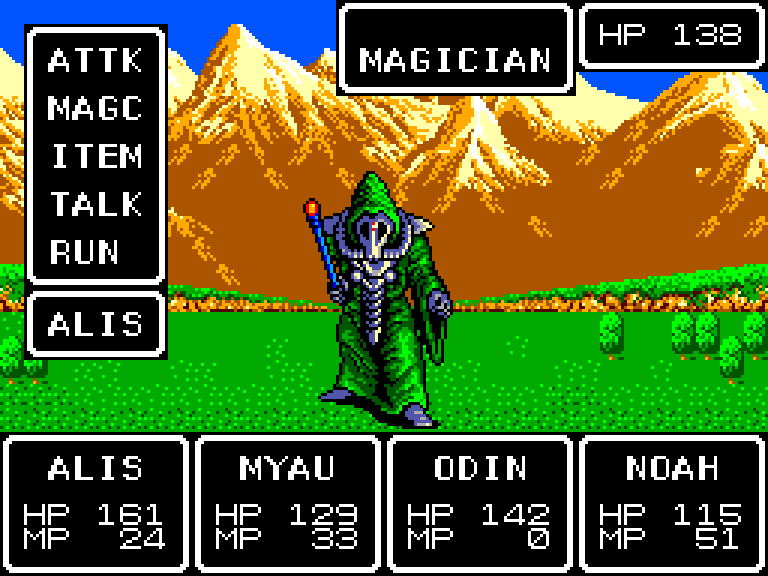 ATTK
MAGC
ITEM
TALK
RUN
ALIS
MAGICIAN
HP 138
ALIS
HP 161
MP 24
MYAU
HP 129
MP 33
ODIN
HP 142
MP 0
NOAH
HP 115
MP 51